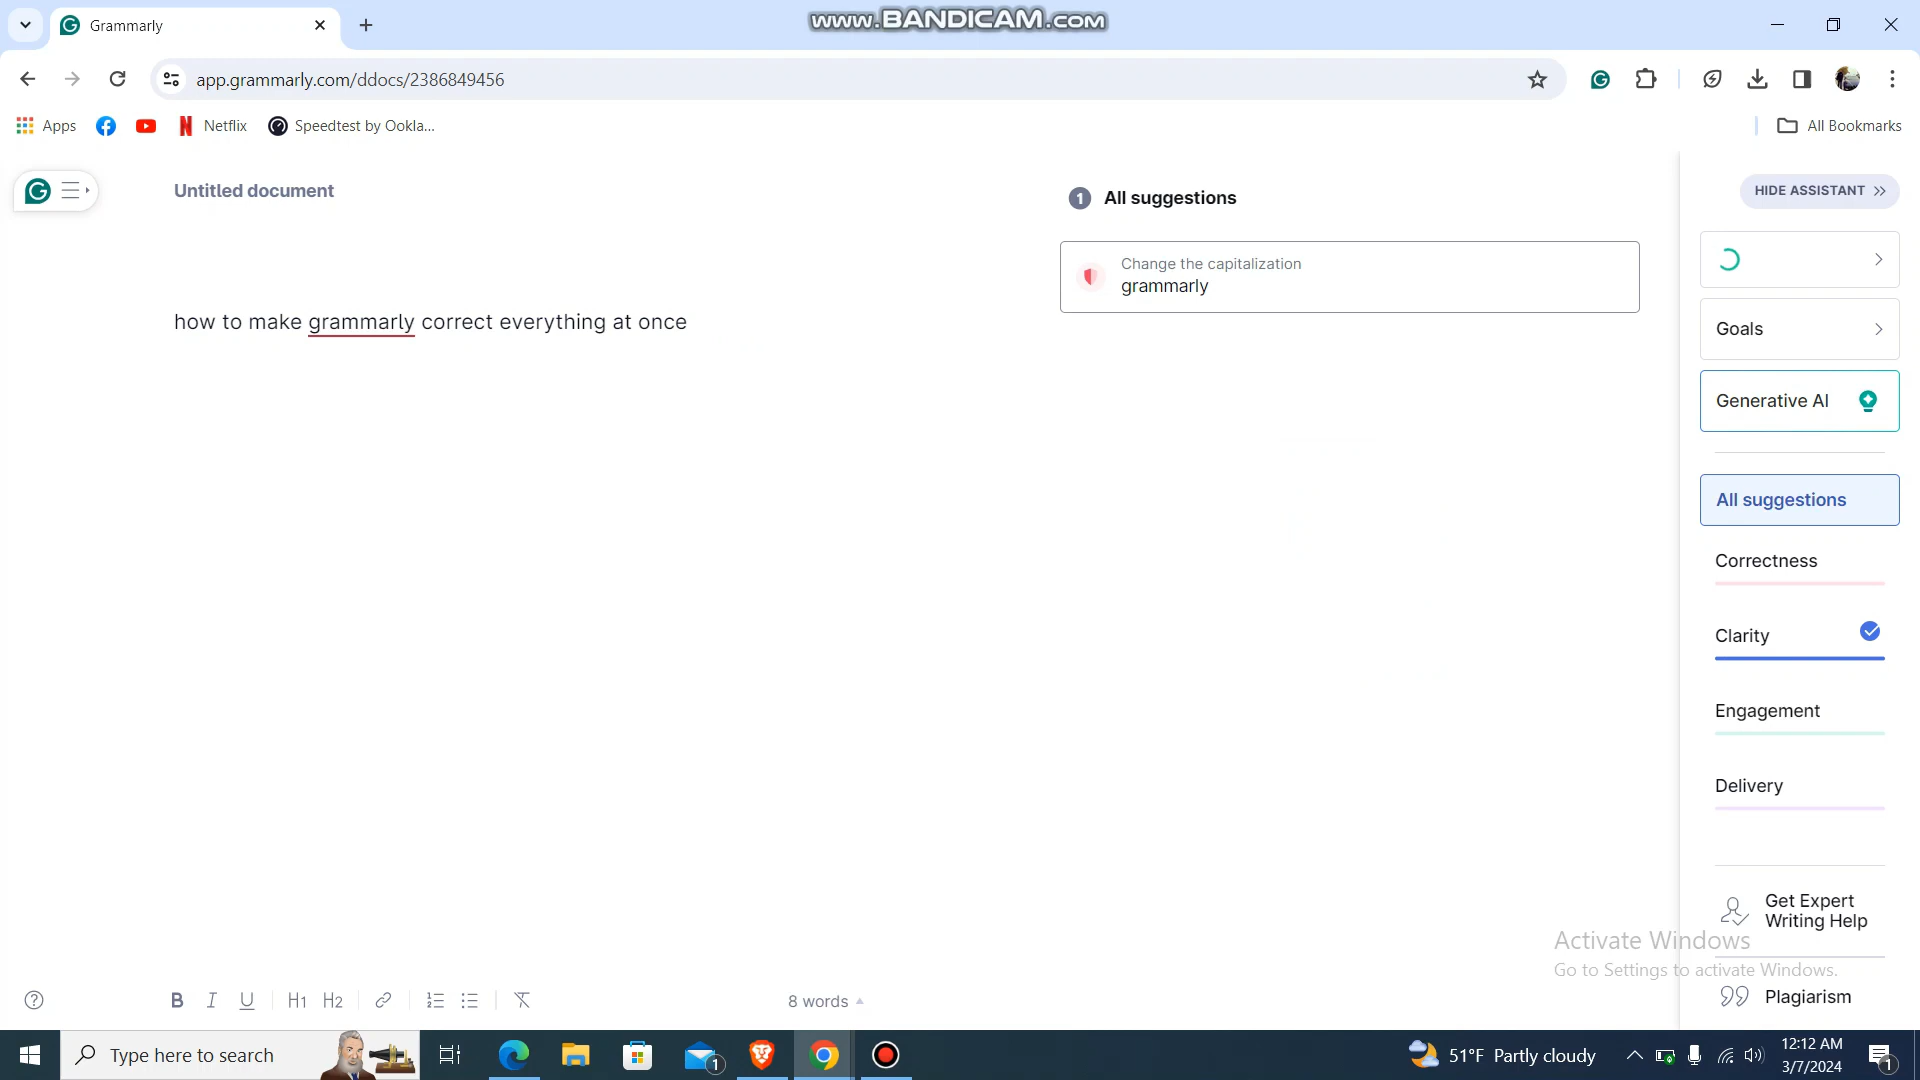 Grammarly
www.BANDICAM.com
app.grammarly.com/ddocs/2386849456
Apps
Netflix
Speedtest by Ookla...
All Bookmarks
Untitled document
1 All suggestions
HIDE ASSISTANT
Change the capitalization
grammarly
how to make grammarly correct everything at once
Goals
Generative AI
All suggestions
Correctness
Clarity
Engagement
Delivery
Get Expert
Writing Help
Activate Windows
Go to Settings to activate Windows.
Plagiarism
B I U H1 H2
8 words
Type here to search
1
51°F Partly cloudy
12:12 AM
3/7/2024
1